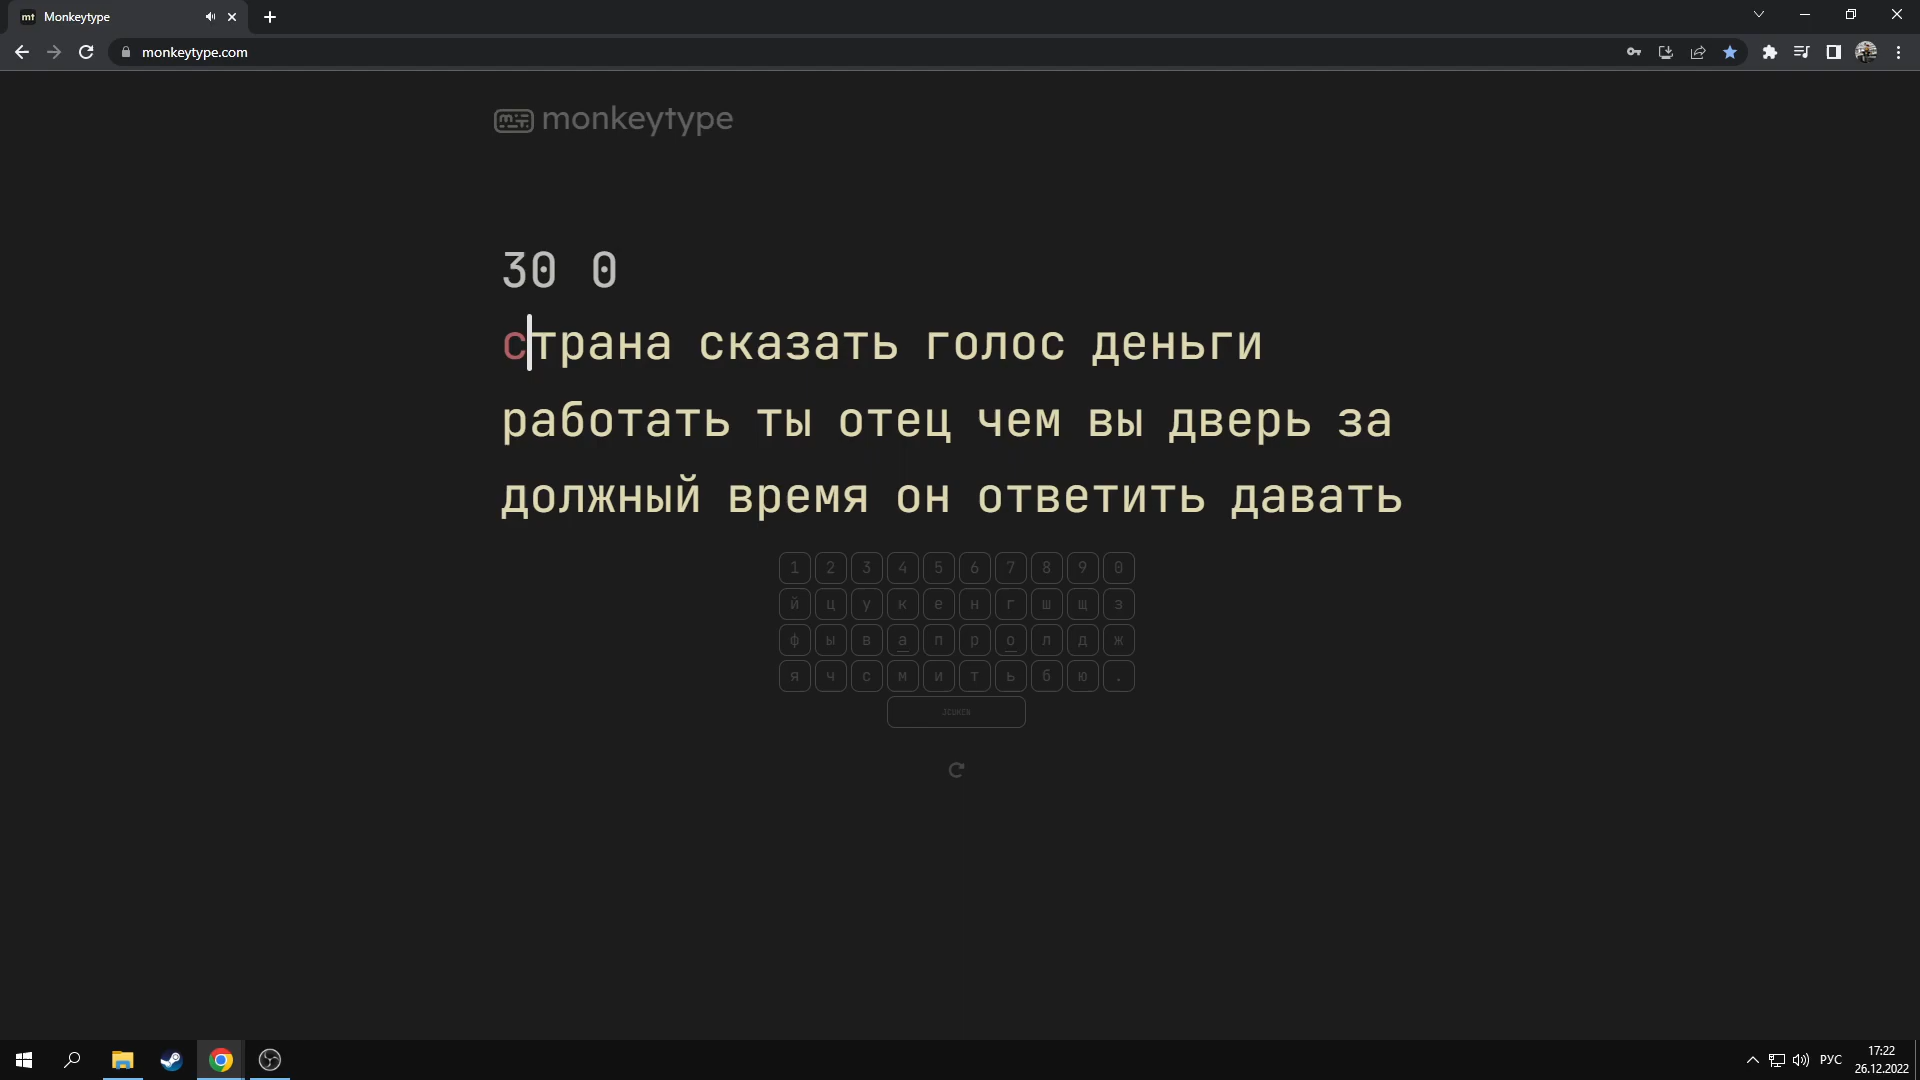 mt Monkeytype
monkeytype.com
monkeytype
30 0
страна сказать голос деньги
работать ты отец чем вы дверь за
должный время он ответить давать
1 2 3 4 5 6 7 8 9 0
й ц у к е н г ш щ з
ф ы в а п р о л д ж
я ч с м и т ь б ю .
РУС
17:22
26.12.2022